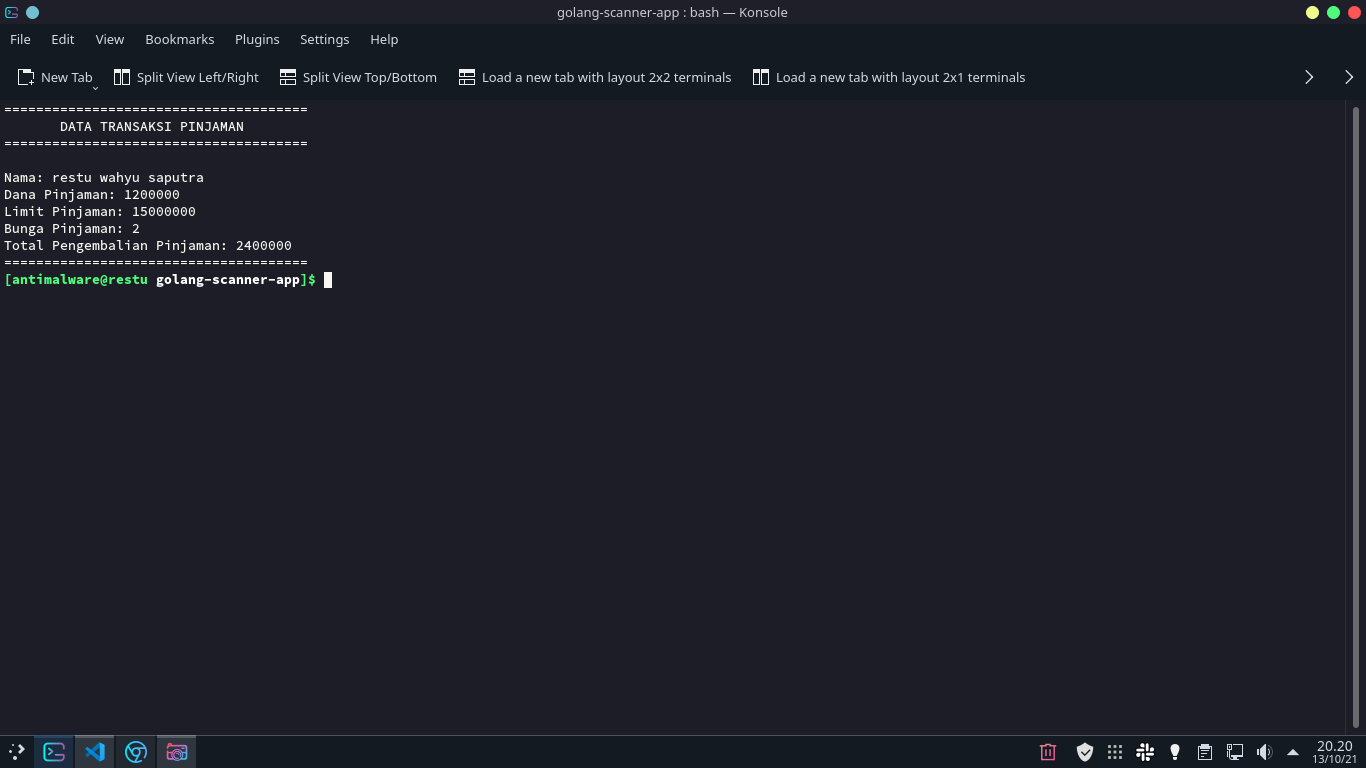 golang-scanner-app : bash — Konsole
File Edit View Bookmarks Plugins Settings Help
New Tab Split View Left/Right Split View Top/Bottom Load a new tab with layout 2x2 terminals Load a new tab with layout 2x1 terminals
======================================
DATA TRANSAKSI PINJAMAN
======================================
Nama: restu wahyu saputra
Dana Pinjaman: 1200000
Limit Pinjaman: 15000000
Bunga Pinjaman: 2
Total Pengembalian Pinjaman: 2400000
======================================
[antimalware@restu golang-scanner-app]$
20.20
13/10/21